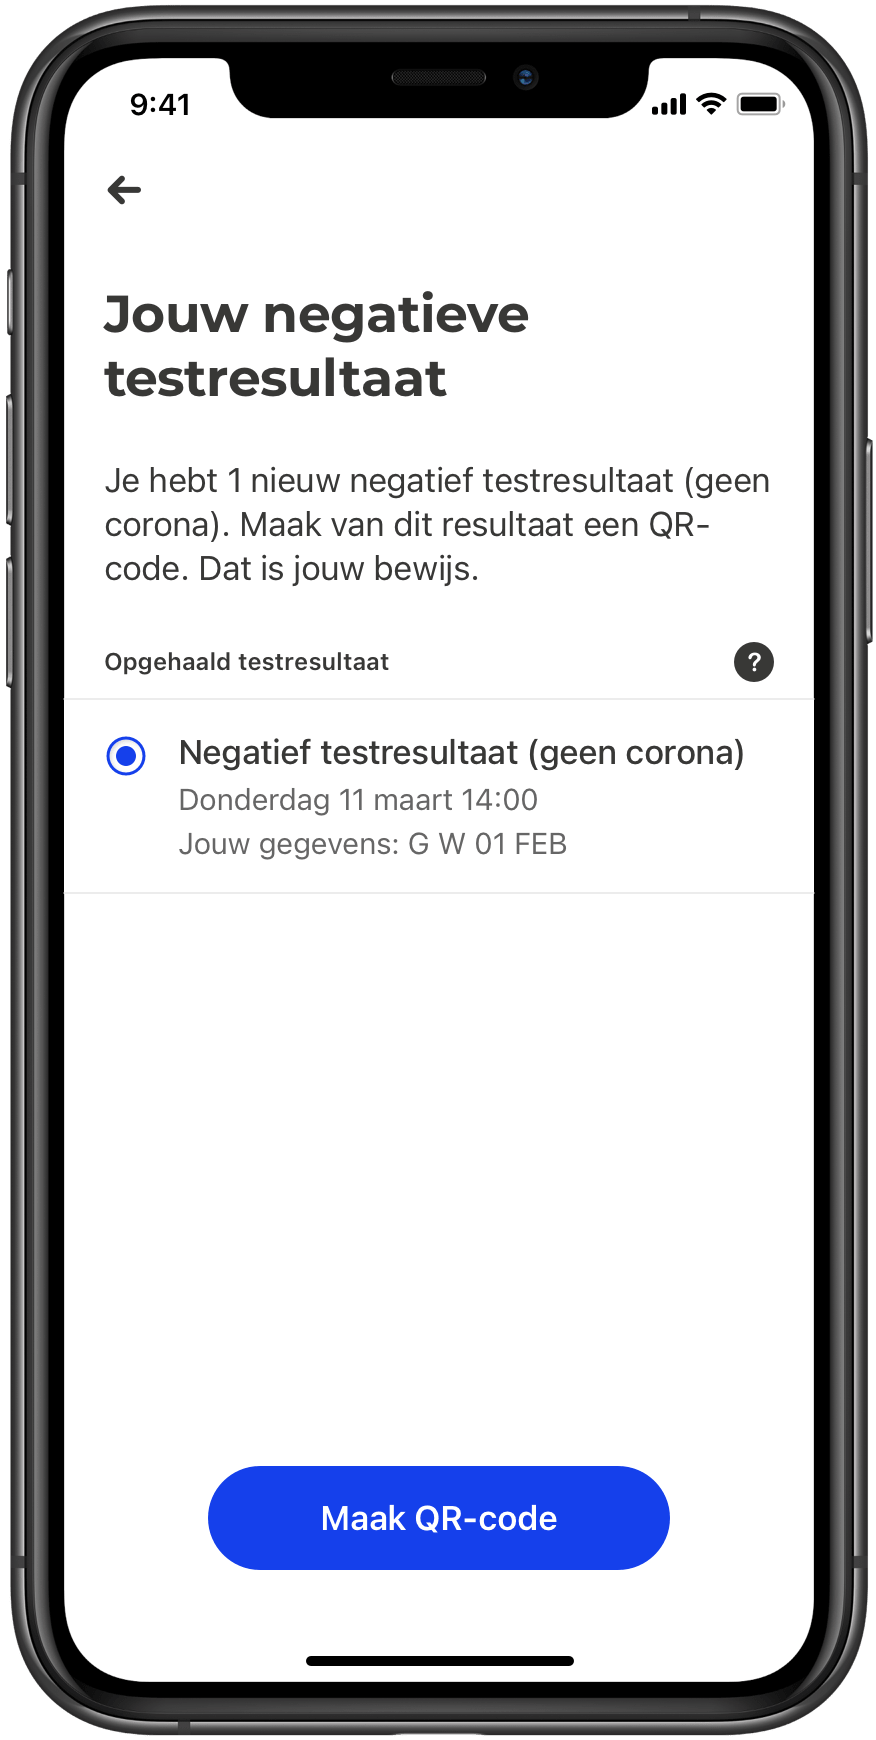 9:41
Jouw negatieve
testresultaat
Je hebt 1 nieuw negatief testresultaat (geen
corona). Maak van dit resultaat een QR-
code. Dat is jouw bewijs.
Opgehaald testresultaat ?
Negatief testresultaat (geen corona)
Donderdag 11 maart 14:00
Jouw gegevens: G W 01 FEB
Maak QR-code